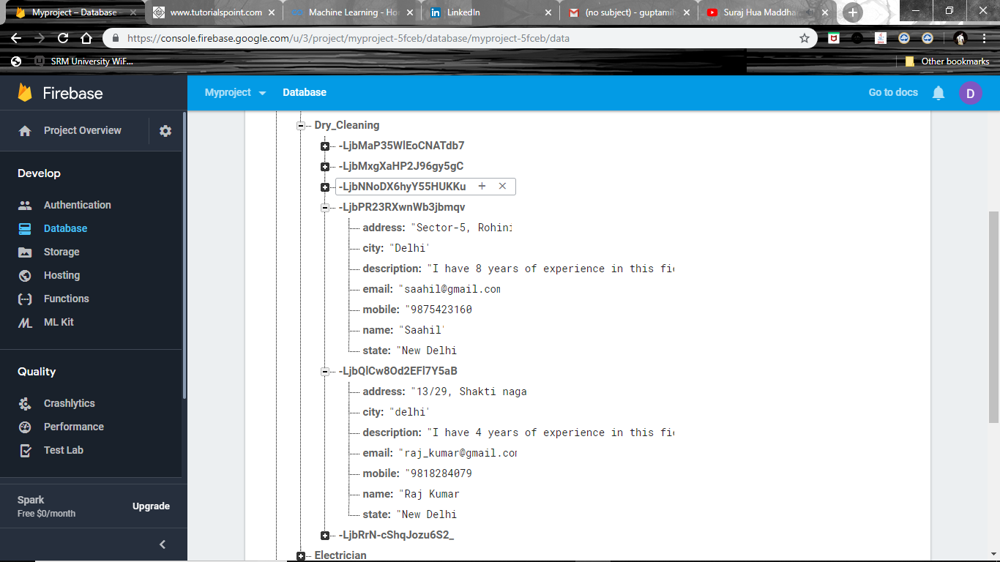 Myproject – Database
www.tutorialspoint.com
Machine Learning - Ho
LinkedIn
(no subject) - guptamih
Suraj Hua Maddha
https://console.firebase.google.com/u/3/project/myproject-5fceb/database/myproject-5fceb/data
SRM University WiF...
Other bookmarks
Firebase
Myproject
Database
Go to docs
D
Project Overview
Develop
Authentication
Database
Storage
Hosting
Functions
ML Kit
Quality
Crashlytics
Performance
Test Lab
Spark
Free $0/month
Upgrade
Dry_Cleaning
-LjbMaP35WlEoCNATdb7
-LjbMxgXaHP2J96gy5gC
-LjbNNoDX6hyY55HUKKu
-LjbPR23RXwnWb3jbmqv
address: "Sector-5, Rohini
city: "Delhi"
description: "I have 8 years of experience in this fie
email: "saahil@gmail.com
mobile: "9875423160
name: "Saahil"
state: "New Delhi
-LjbQlCw8Od2EFl7Y5aB
address: "13/29, Shakti naga
city: "delhi"
description: "I have 4 years of experience in this fie
email: "raj_kumar@gmail.com
mobile: "9818284079
name: "Raj Kumar
state: "New Delhi
-LjbRrN-cShqJozu6S2_
Electrician